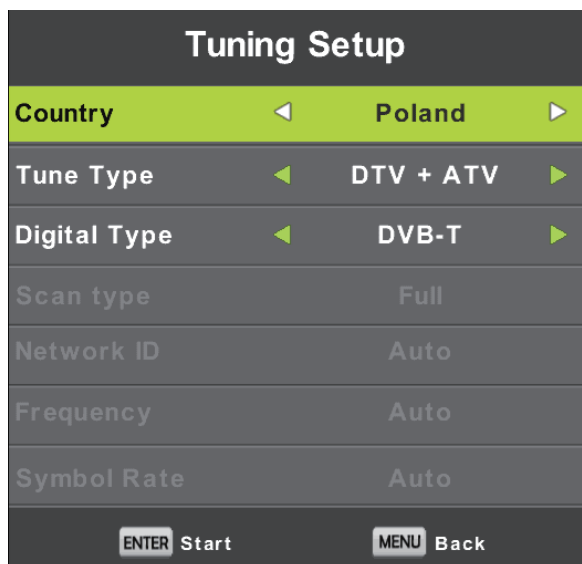 Tuning Setup
Country Poland
Tune Type DTV + ATV
Digital Type DVB-T
Scan type Full
Network ID Auto
Frequency Auto
Symbol Rate Auto
ENTER Start MENU Back